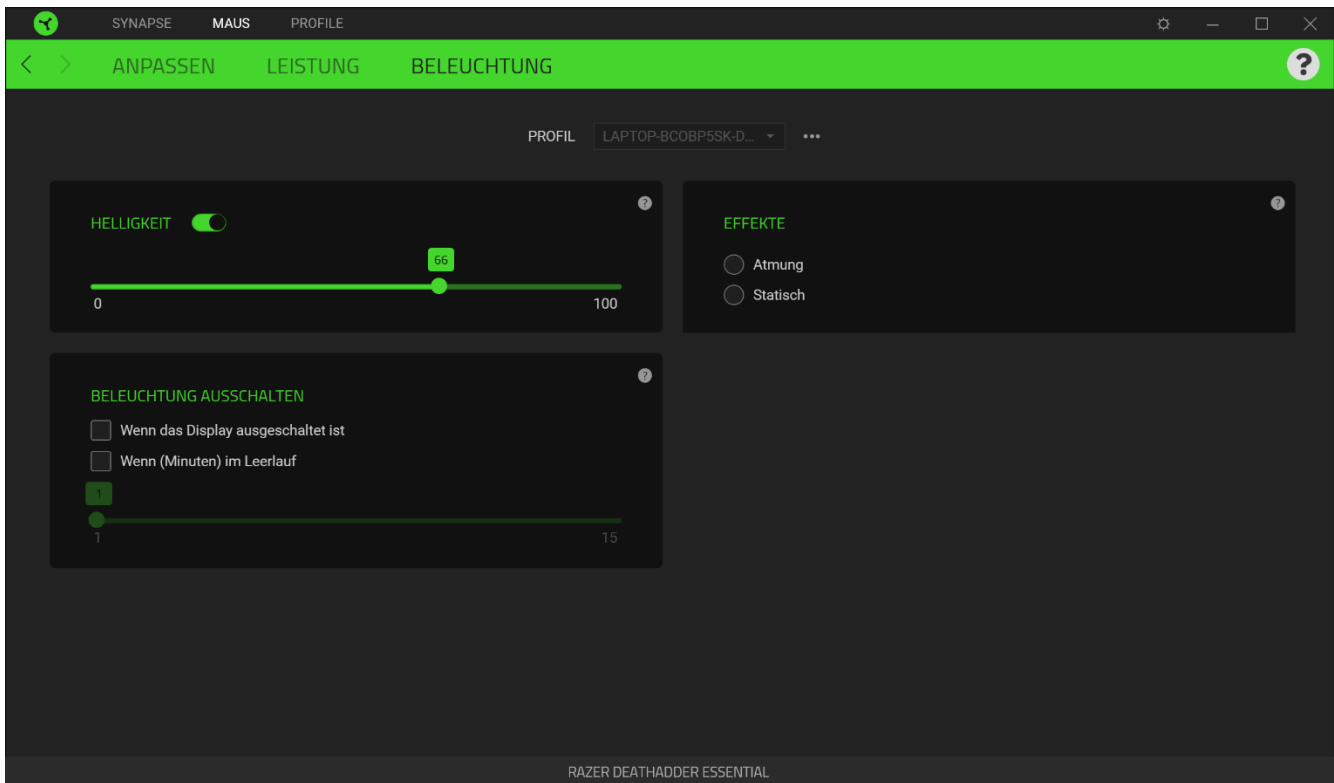 SYNAPSE MAUS PROFILE
ANPASSEN LEISTUNG BELEUCHTUNG ?
PROFIL LAPTOP-BCOBP5SK-D... •••
HELLIGKEIT ?
66
0 100
EFFEKTE ?
Atmung
Statisch
BELEUCHTUNG AUSSCHALTEN ?
Wenn das Display ausgeschaltet ist
Wenn (Minuten) im Leerlauf
1
1 15
RAZER DEATHADDER ESSENTIAL